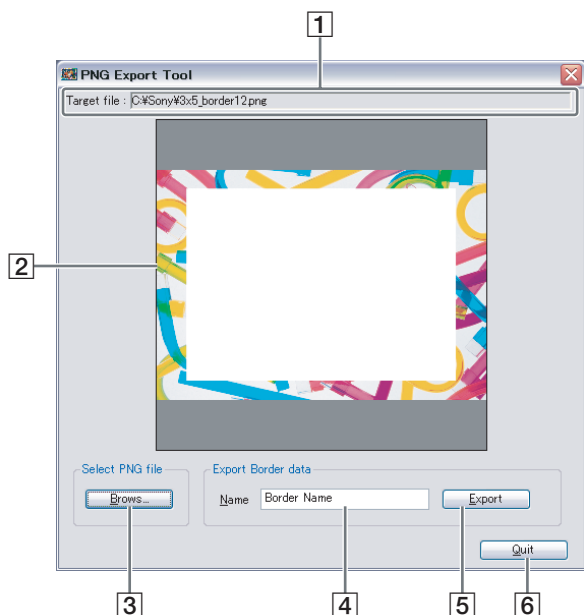 1
PNG Export Tool
Target file : C:¥Sony¥3x5_border12.png
2
Select PNG file
Export Border data
Brows...
Name
Border Name
Export
Quit
3
4
5
6